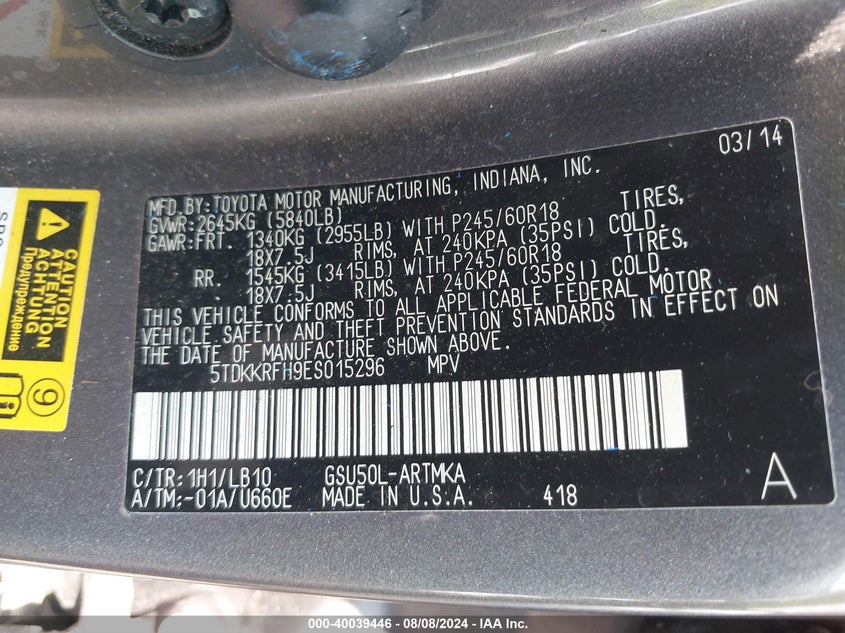 03/14
MFD.BY:TOYOTA MOTOR MANUFACTURING, INDIANA, INC.
GVWR:2645KG (5840LB)
GAWR:FRT. 1340KG (2955LB) WITH P245/60R18 TIRES,
18X7.5J RIMS, AT 240KPA (35PSI) COLD.
RR. 1545KG (3415LB) WITH P245/60R18 TIRES,
18X7.5J RIMS, AT 240KPA (35PSI) COLD.
THIS VEHICLE CONFORMS TO ALL APPLICABLE FEDERAL MOTOR
VEHICLE SAFETY AND THEFT PREVENTION STANDARDS IN EFFECT ON
THE DATE OF MANUFACTURE SHOWN ABOVE.
5TDKKRFH9ES015296 MPV
C/TR:1H1/LB10 GSU50L-ARTMKA
A/TM:-01A/U660E MADE IN U.S.A. 418 A
CAUTION
ATTENTION
ACHTUNG
Предупреждение
9
000-40039446 - 08/08/2024 - IAA Inc.